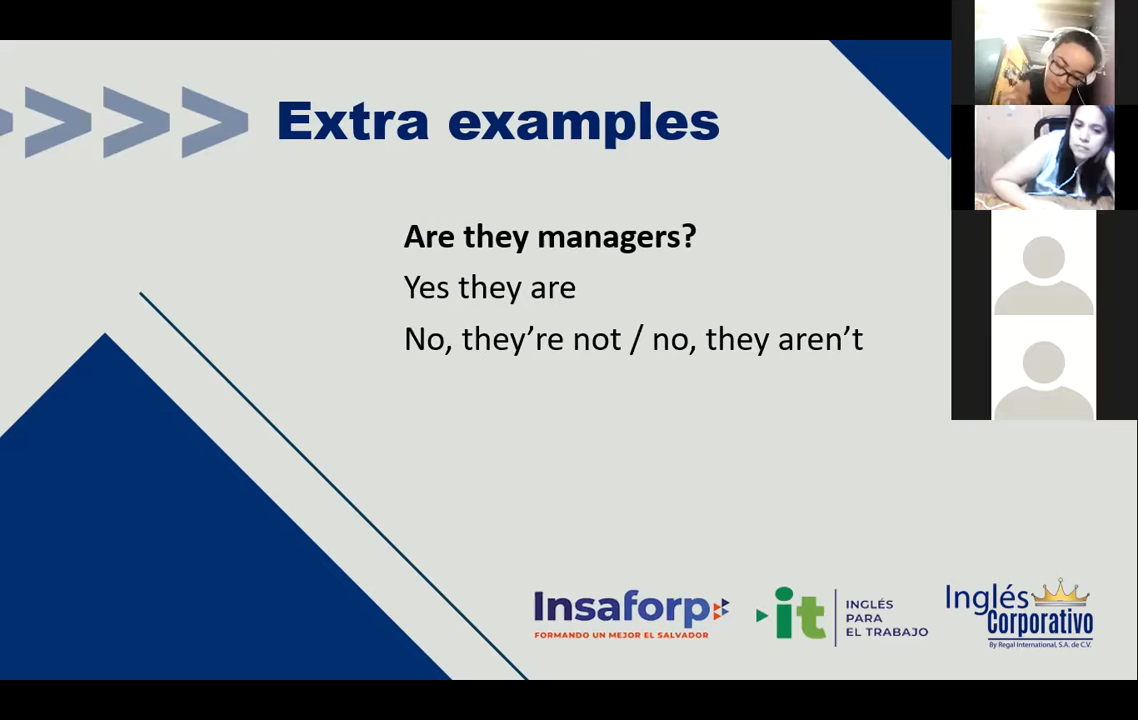 Extra examples
Are they managers?
Yes they are
No, they’re not / no, they aren’t
Insaforp
FORMANDO UN MEJOR EL SALVADOR
it
INGLÉS
PARA
EL TRABAJO
Inglés
Corporativo
By Regal International, S.A. de C.V.